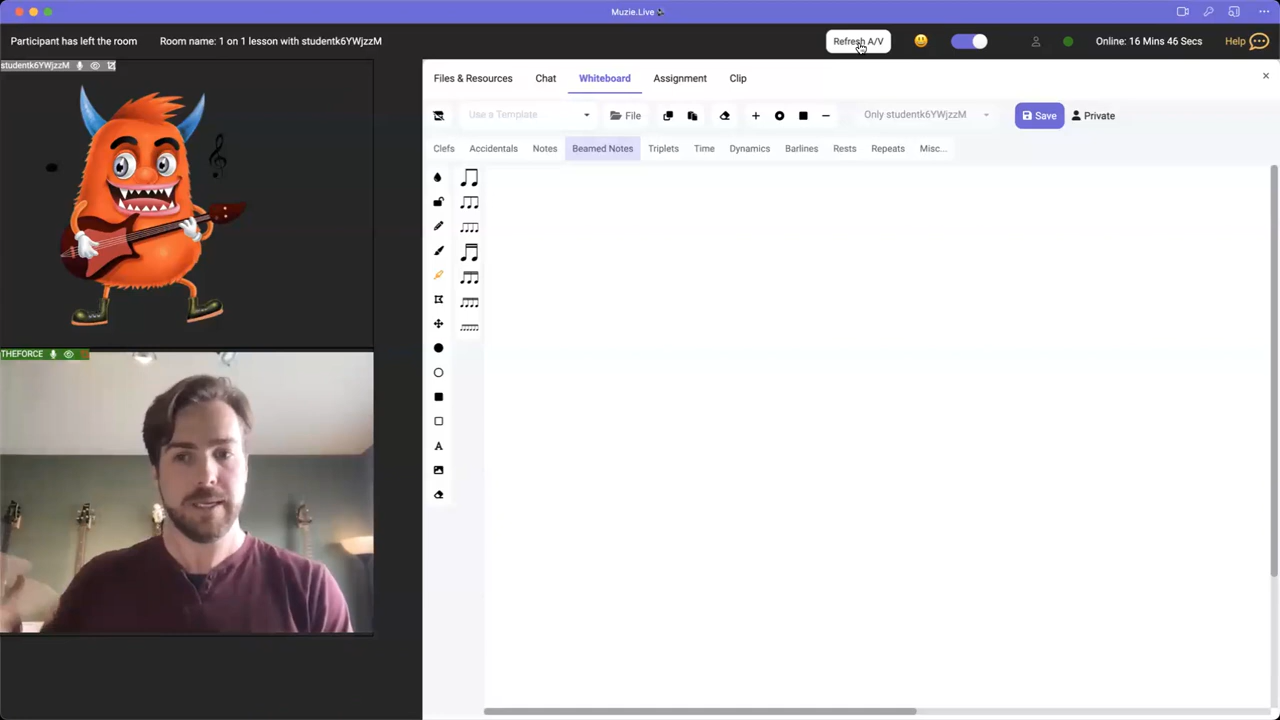 Muzie.Live
Participant has left the room
Room name: 1 on 1 lesson with studentk6YWjzzM
Refresh A/V
Online: 16 Mins 46 Secs
Help
studentk6YWjzzM
Files & Resources
Chat
Whiteboard
Assignment
Clip
Use a Template
File
Only studentk6YWjzzM
Save
Private
Clefs
Accidentals
Notes
Beamed Notes
Triplets
Time
Dynamics
Barlines
Rests
Repeats
Misc...
A
THEFORCE